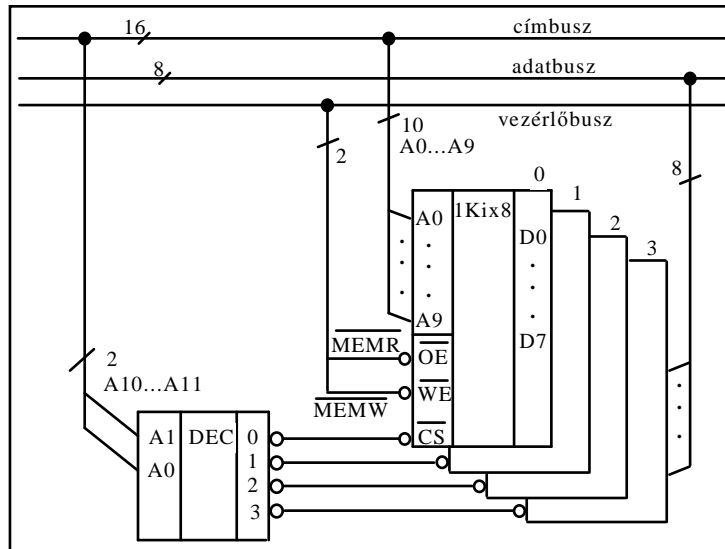 16
címbusz
8
adatbusz
vezérlőbusz
10
A0...A9
2
8
0
1
2
3
A0
1Kix8
D0
A9
D7
MEMR
OE
MEMW
WE
CS
2
A10...A11
A1 DEC 0
A0
1
2
3